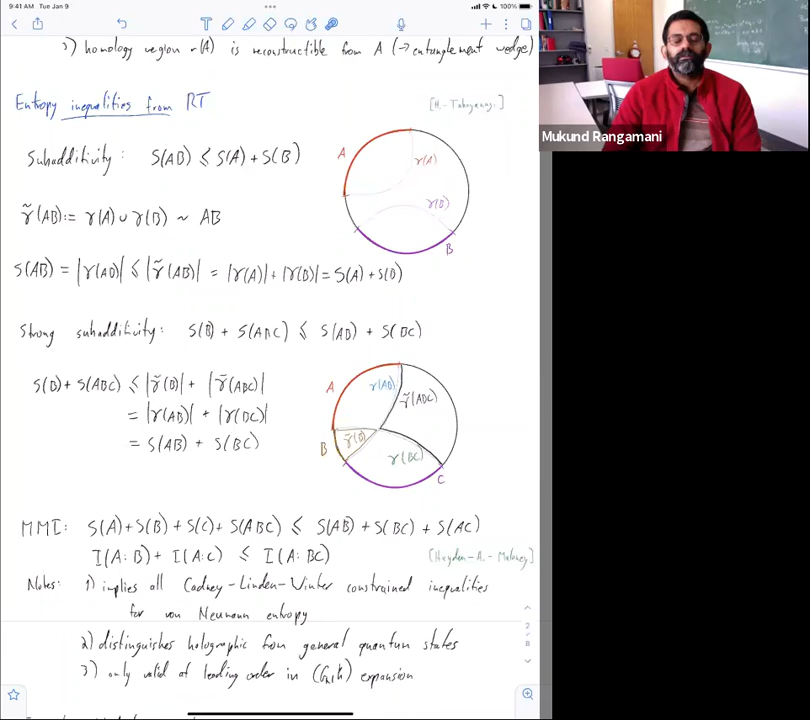 9:41 AM Tue Jan 9
100%
3) homology region r(A) is reconstructible from A (→ entanglement wedge)
Entropy inequalities from RT
[H.-Takayanagi]
Subadditivity: S(AB) ≤ S(A) + S(B)
A
γ(A)
γ(B)
B
γ̃(AB) := γ(A) ∪ γ(B) ~ AB
S(AB) = |γ(AB)| ≤ |γ̃(AB)| = |γ(A)| + |γ(B)| = S(A) + S(B)
Strong subadditivity: S(B) + S(ABC) ≤ S(AB) + S(BC)
S(B) + S(ABC) ≤ |γ̃(B)| + |γ̃(ABC)|
= |γ(AB)| + |γ(BC)|
= S(AB) + S(BC)
A
γ(AB)
γ̃(ABC)
B
γ̃(B)
γ(BC)
C
MMI: S(A) + S(B) + S(C) + S(ABC) ≤ S(AB) + S(BC) + S(AC)
I(A:B) + I(A:C) ≤ I(A:BC)
[Hayden-H.-Maloney]
Notes: 1) implies all Cadney-Linden-Winter constrained inequalities
for von Neumann entropy
2) distinguishes holographic from general quantum states
3) only valid at leading order in (G_N ħ) expansion
2
8
Mukund Rangamani